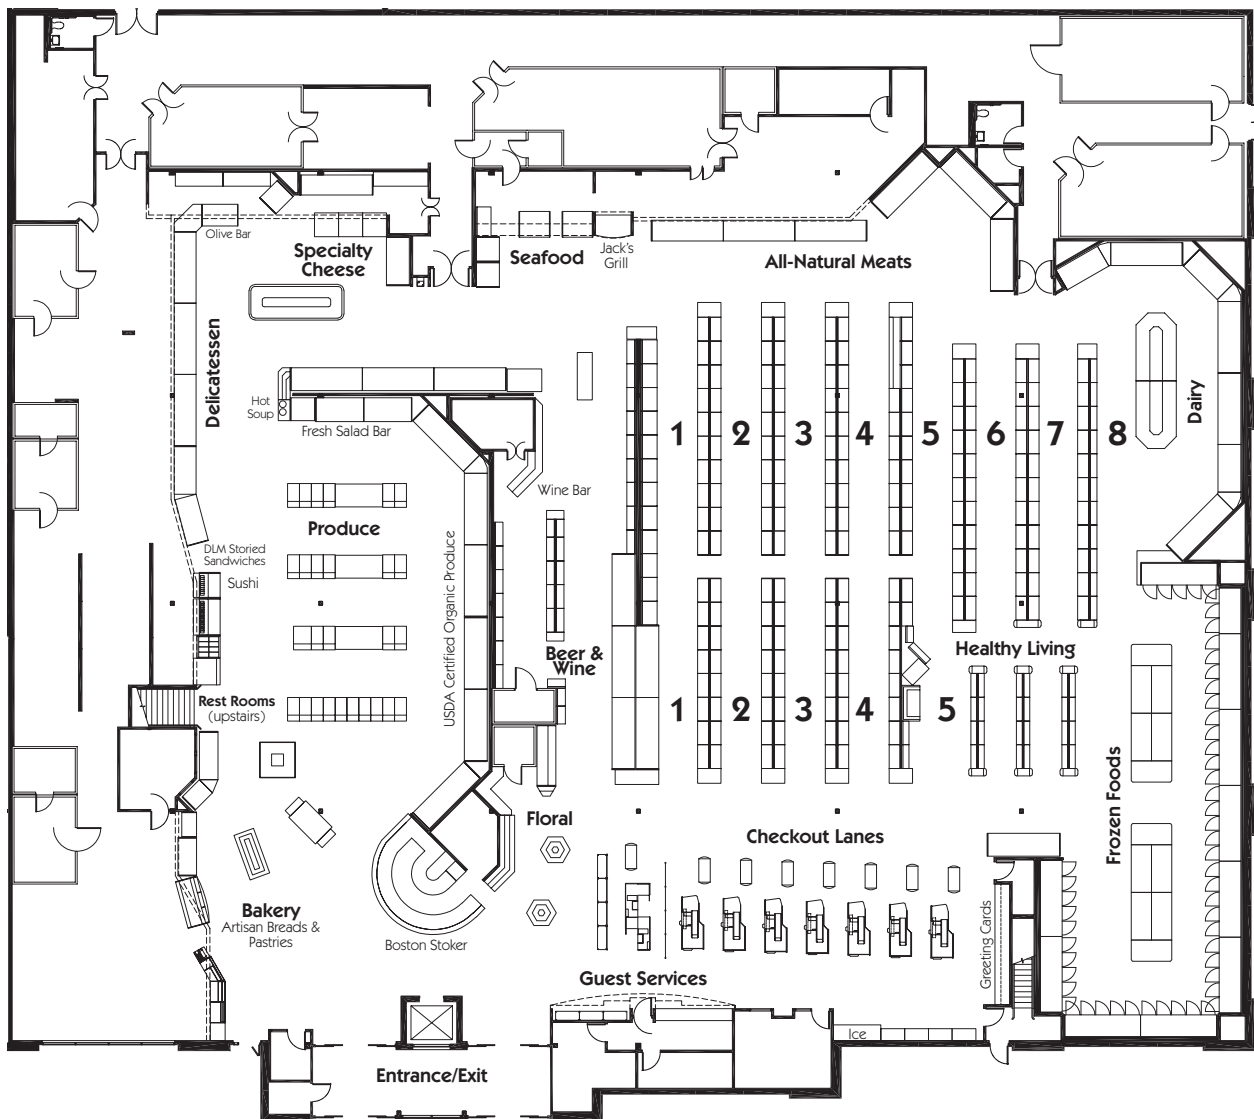 Olive Bar
Specialty
Cheese
Seafood
Jack's
Grill
All-Natural Meats
Delicatessen
Hot
Soup
Fresh Salad Bar
Wine Bar
Dairy
1 2 3 4 5 6 7 8
Produce
DLM Storied
Sandwiches
Sushi
USDA Certified Organic Produce
Beer &
Wine
Healthy Living
Rest Rooms
(upstairs)
1 2 3 4 5
Floral
Checkout Lanes
Frozen Foods
Bakery
Artisan Breads &
Pastries
Boston Stoker
Greeting Cards
Guest Services
Ice
Entrance/Exit